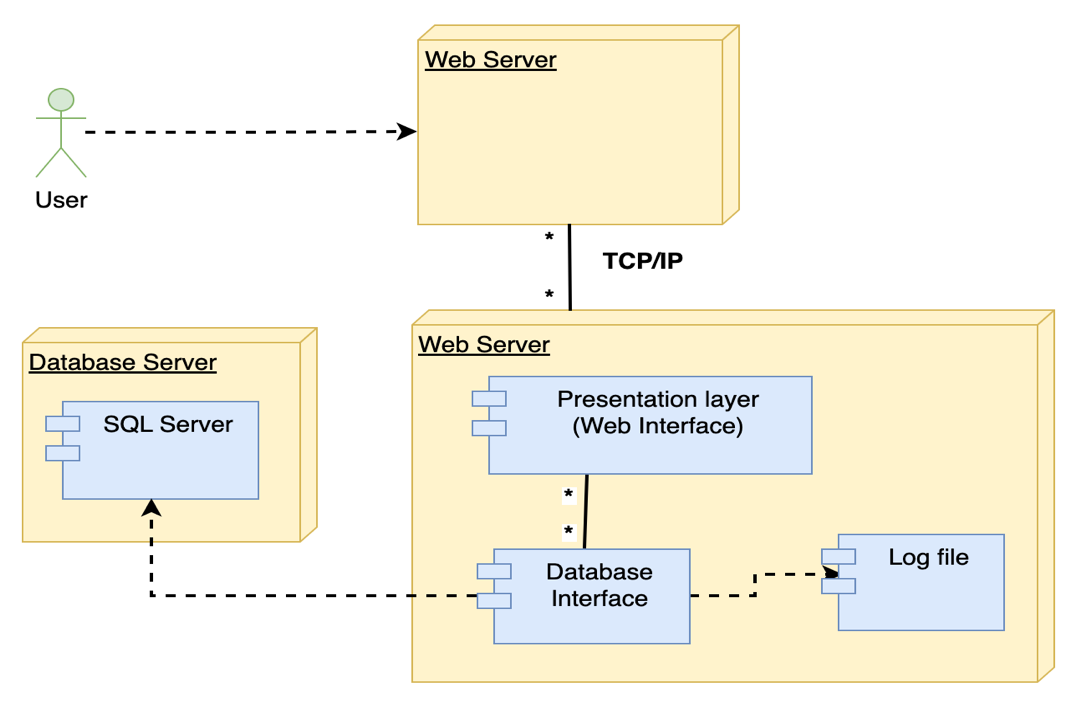 Web Server
User
*
TCP/IP
*
Database Server
SQL Server
Web Server
Presentation layer
(Web Interface)
*
*
Database
Interface
Log file